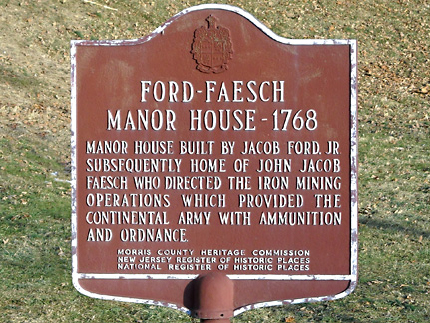 FORD-FAESCH
MANOR HOUSE - 1768
MANOR HOUSE BUILT BY JACOB FORD, JR.
SUBSEQUENTLY HOME OF JOHN JACOB
FAESCH WHO DIRECTED THE IRON MINING
OPERATIONS WHICH PROVIDED THE
CONTINENTAL ARMY WITH AMMUNITION
AND ORDNANCE.
MORRIS COUNTY HERITAGE COMMISSION
NEW JERSEY REGISTER OF HISTORIC PLACES
NATIONAL REGISTER OF HISTORIC PLACES